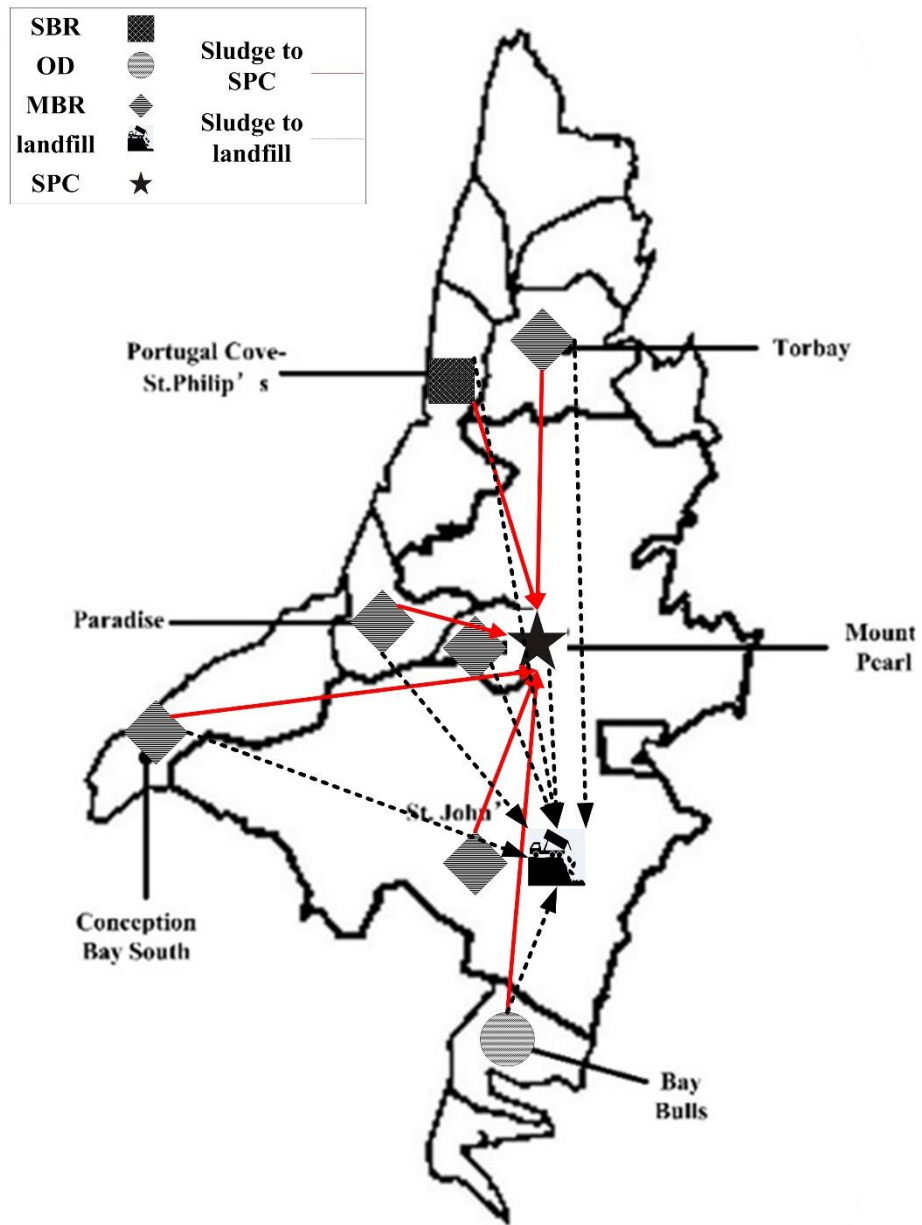 SBR
OD
MBR
landfill
SPC
Sludge to
SPC
Sludge to
landfill
Portugal Cove-
St.Philip’s
Torbay
Paradise
Mount
Pearl
St. John’
Conception
Bay South
Bay
Bulls